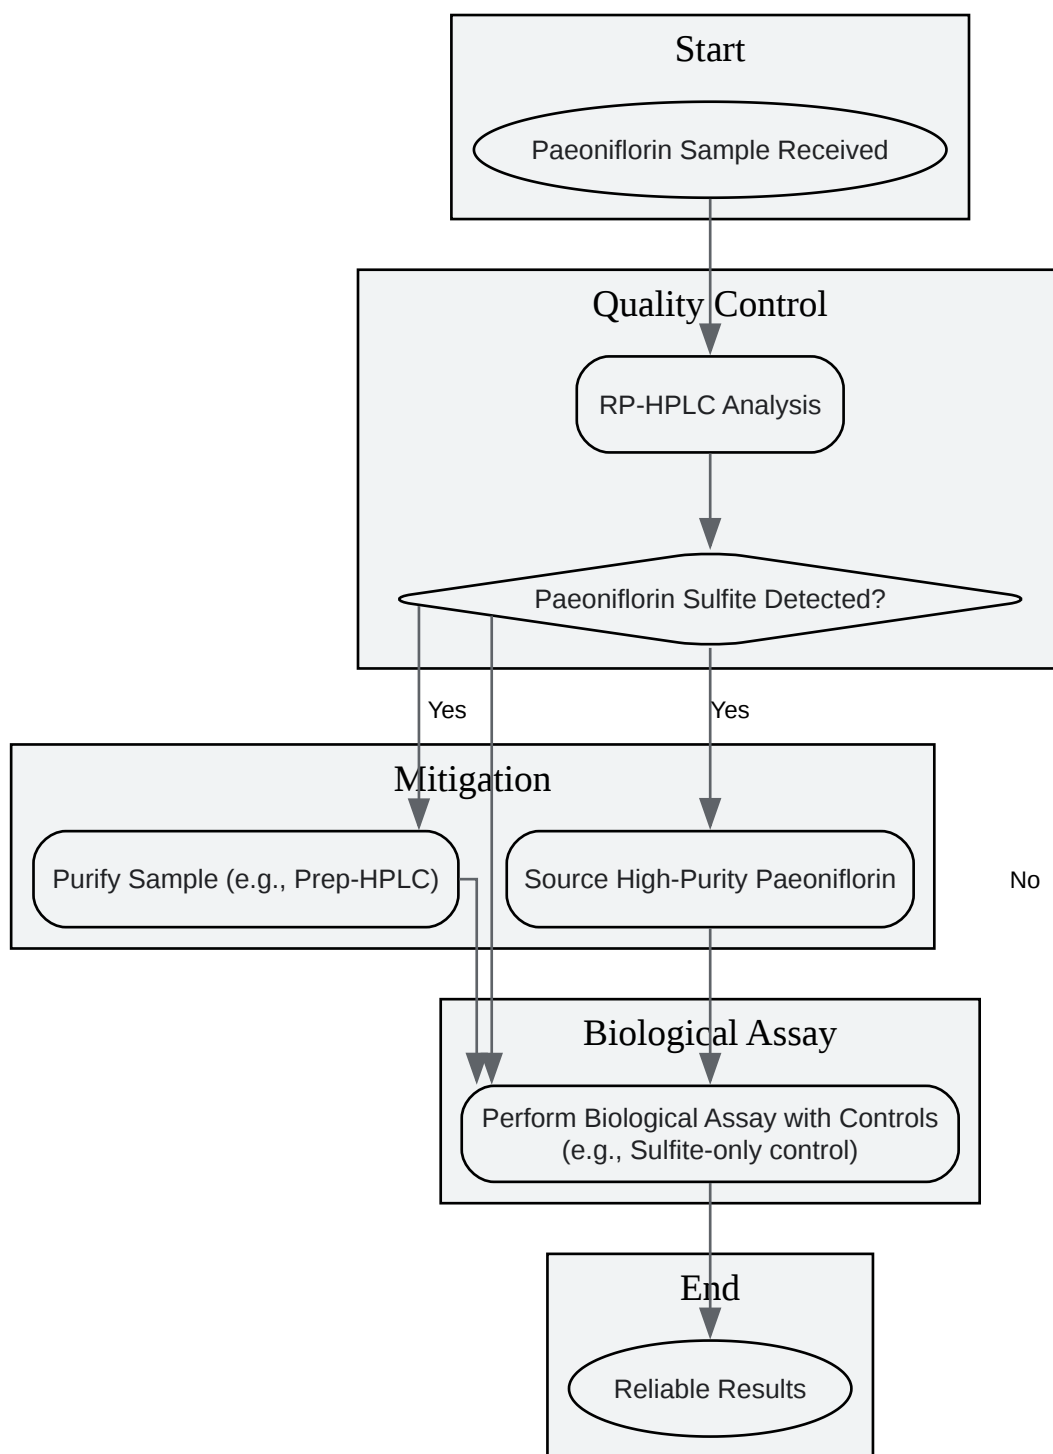 Start
Paeoniflorin Sample Received
Quality Control
RP-HPLC Analysis
Paeoniflorin Sulfite Detected?
Yes
Yes
Mitigation
Purify Sample (e.g., Prep-HPLC)
Source High-Purity Paeoniflorin
No
Biological Assay
Perform Biological Assay with Controls
(e.g., Sulfite-only control)
End
Reliable Results